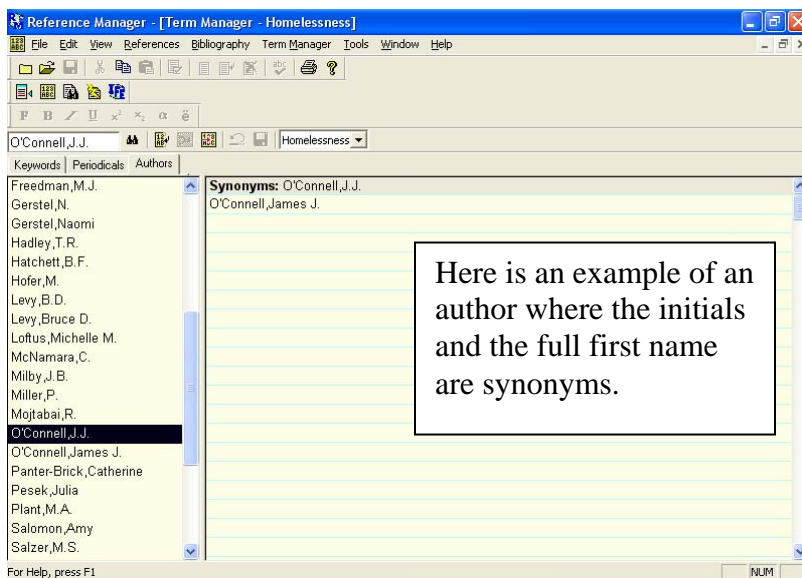 Reference Manager - [Term Manager - Homelessness]
File Edit View References Bibliography Term Manager Tools Window Help
F B Z U x² x₂ α ë
O'Connell,J.J. Homelessness
Keywords Periodicals Authors
Freedman,M.J.
Gerstel,N.
Gerstel,Naomi
Hadley,T.R.
Hatchett,B.F.
Hofer,M.
Levy,B.D.
Levy,Bruce D.
Loftus,Michelle M.
McNamara,C.
Milby,J.B.
Miller,P.
Mojtabai,R.
O'Connell,J.J.
O'Connell,James J.
Panter-Brick,Catherine
Pesek,Julia
Plant,M.A.
Salomon,Amy
Salzer,M.S.
Synonyms: O'Connell,J.J.
O'Connell,James J.
Here is an example of an
author where the initials
and the full first name
are synonyms.
For Help, press F1
NUM